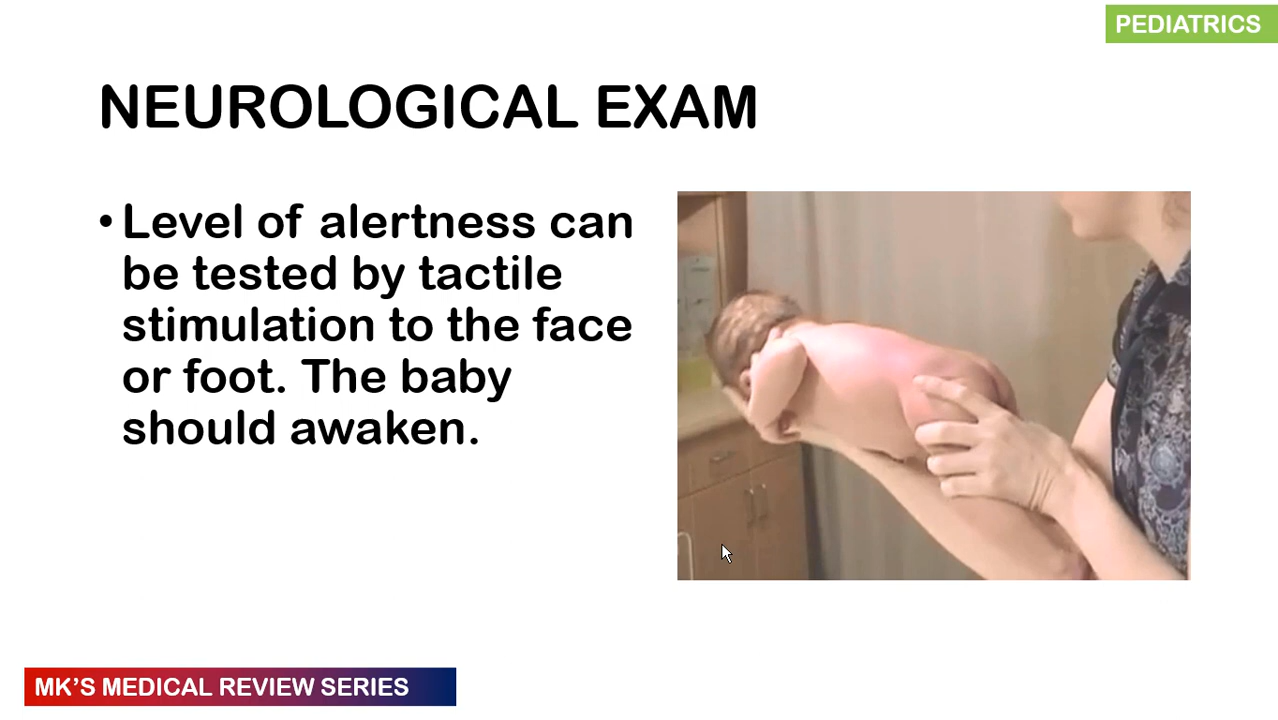 PEDIATRICS
NEUROLOGICAL EXAM
• Level of alertness can
be tested by tactile
stimulation to the face
or foot. The baby
should awaken.
MK'S MEDICAL REVIEW SERIES